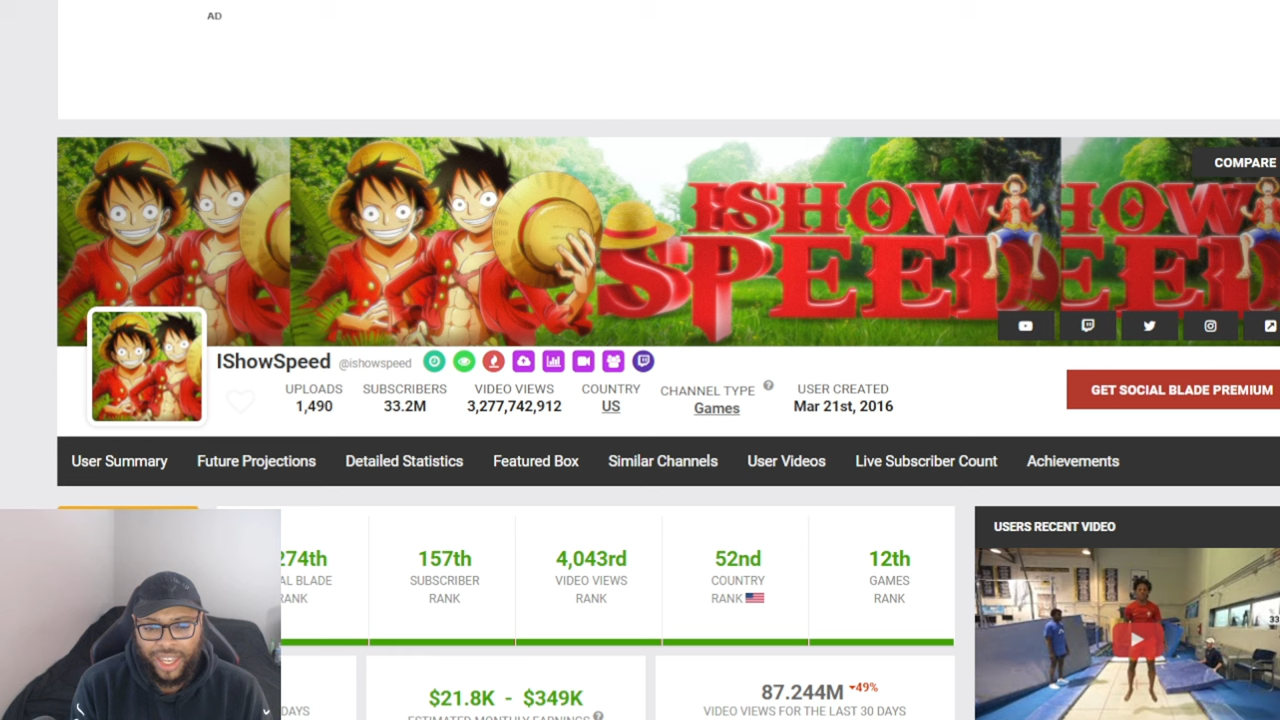 AD
COMPARE
ISHOW
SPEED
HOW
EED
IShowSpeed @ishowspeed
UPLOADS SUBSCRIBERS VIDEO VIEWS COUNTRY CHANNEL TYPE ? USER CREATED
1,490 33.2M 3,277,742,912 US Games Mar 21st, 2016
GET SOCIAL BLADE PREMIUM
User Summary Future Projections Detailed Statistics Featured Box Similar Channels User Videos Live Subscriber Count Achievements
USERS RECENT VIDEO
274th 157th 4,043rd 52nd 12th
AL BLADE SUBSCRIBER VIDEO VIEWS COUNTRY GAMES
RANK RANK RANK RANK RANK
$21.8K - $349K 87.244M 49%
DAYS ESTIMATED MONTHLY EARNINGS ? VIDEO VIEWS FOR THE LAST 30 DAYS